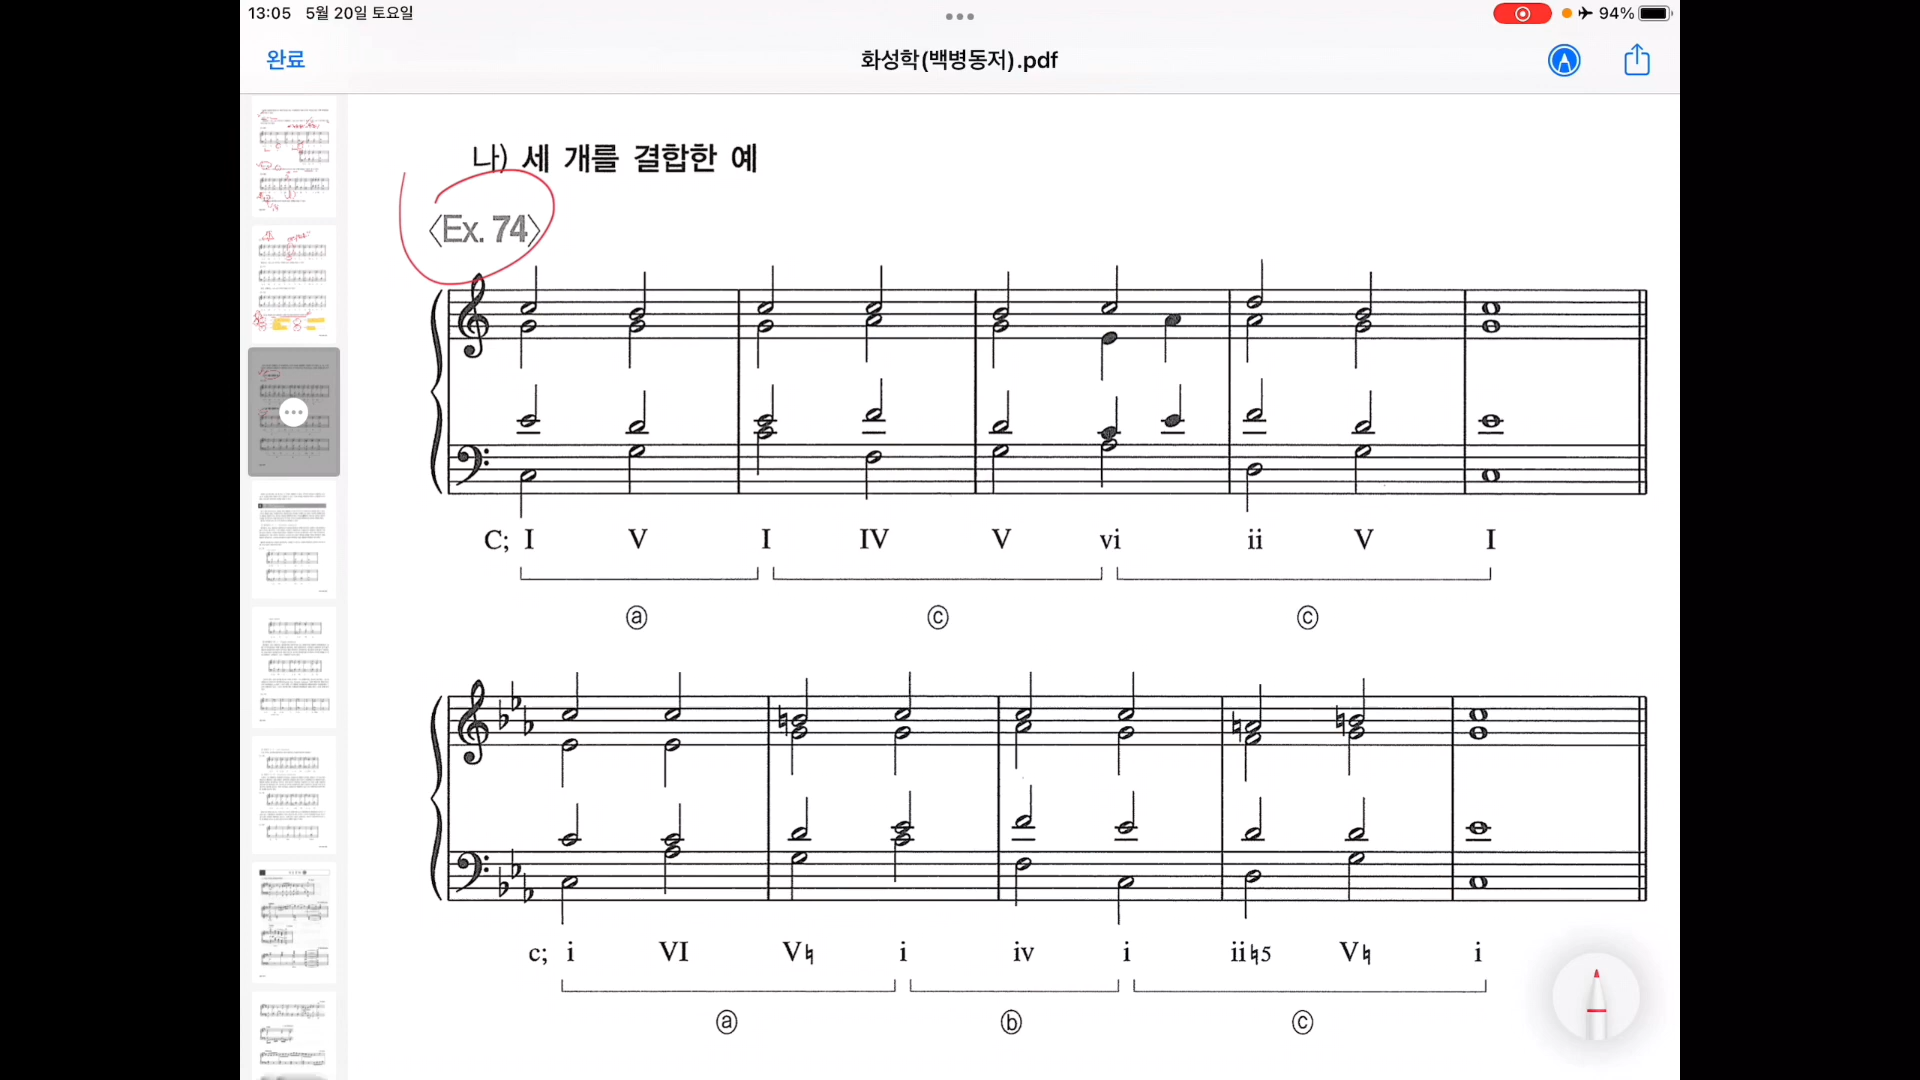 13:05 5월 20일 토요일
94%
완료
화성학(백병동저).pdf
나) 세 개를 결합한 예
〈Ex. 74〉
C; I V I IV V vi ii V I
ⓐ ⓒ ⓒ
c; i VI V♮ i iv i ii♮5 V♮ i
ⓐ ⓑ ⓒ